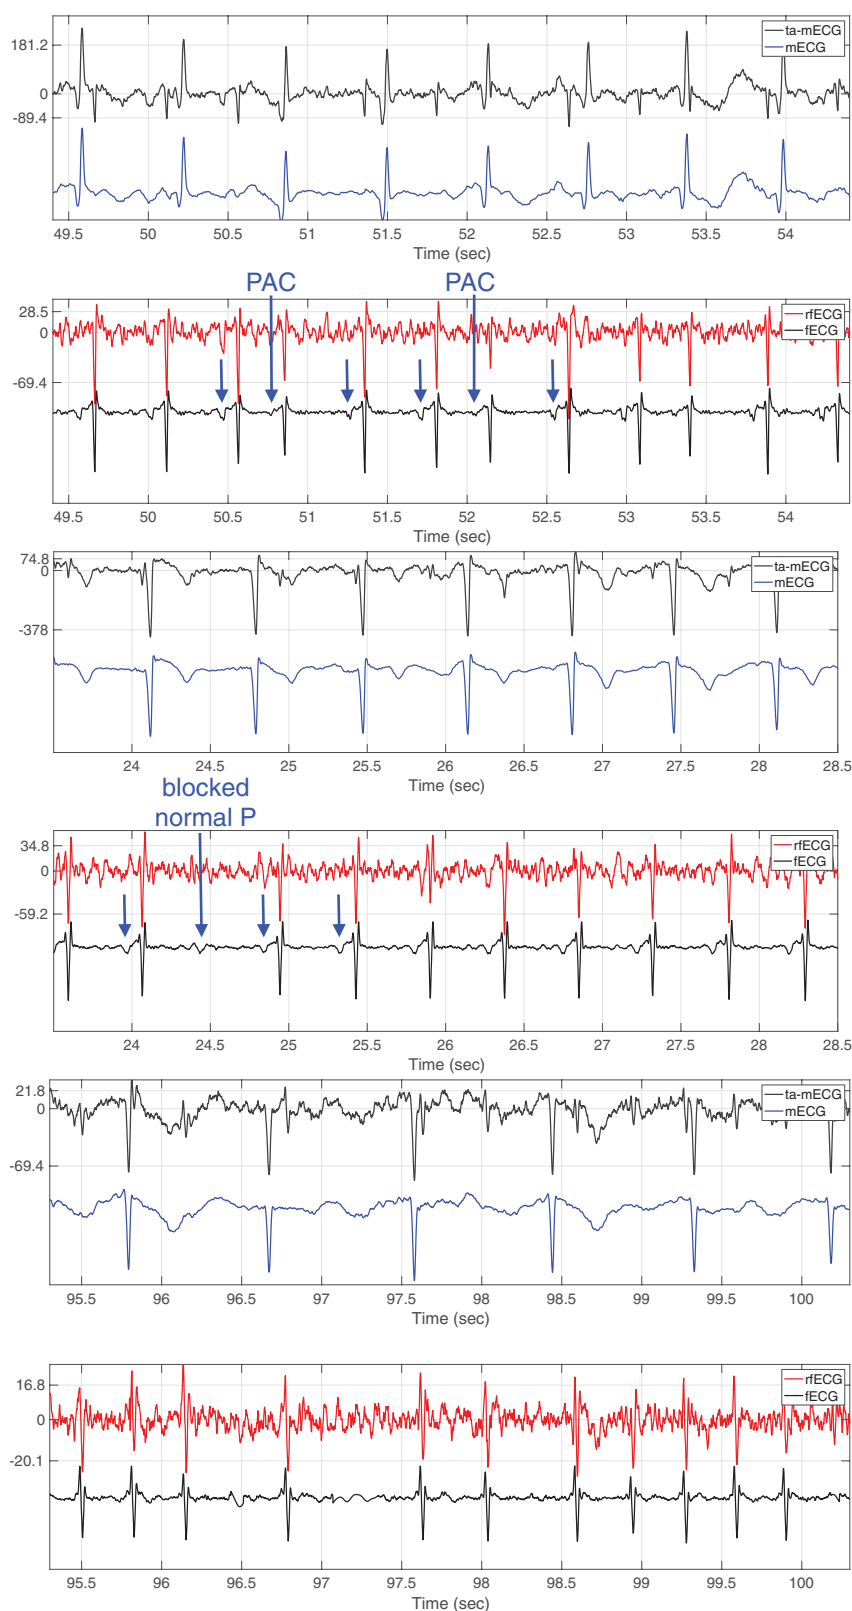 181.2
0
-89.4
ta-mECG
mECG
49.5 50 50.5 51 51.5 52 52.5 53 53.5 54
Time (sec)
PAC PAC
28.5
0
-69.4
rfECG
fECG
49.5 50 50.5 51 51.5 52 52.5 53 53.5 54
Time (sec)
74.8
0
-378
ta-mECG
mECG
24 24.5 25 25.5 26 26.5 27 27.5 28 28.5
Time (sec)
blocked
normal P
34.8
0
-59.2
rfECG
fECG
24 24.5 25 25.5 26 26.5 27 27.5 28 28.5
Time (sec)
21.8
0
-69.4
ta-mECG
mECG
95.5 96 96.5 97 97.5 98 98.5 99 99.5 100
Time (sec)
16.8
0
-20.1
rfECG
fECG
95.5 96 96.5 97 97.5 98 98.5 99 99.5 100
Time (sec)